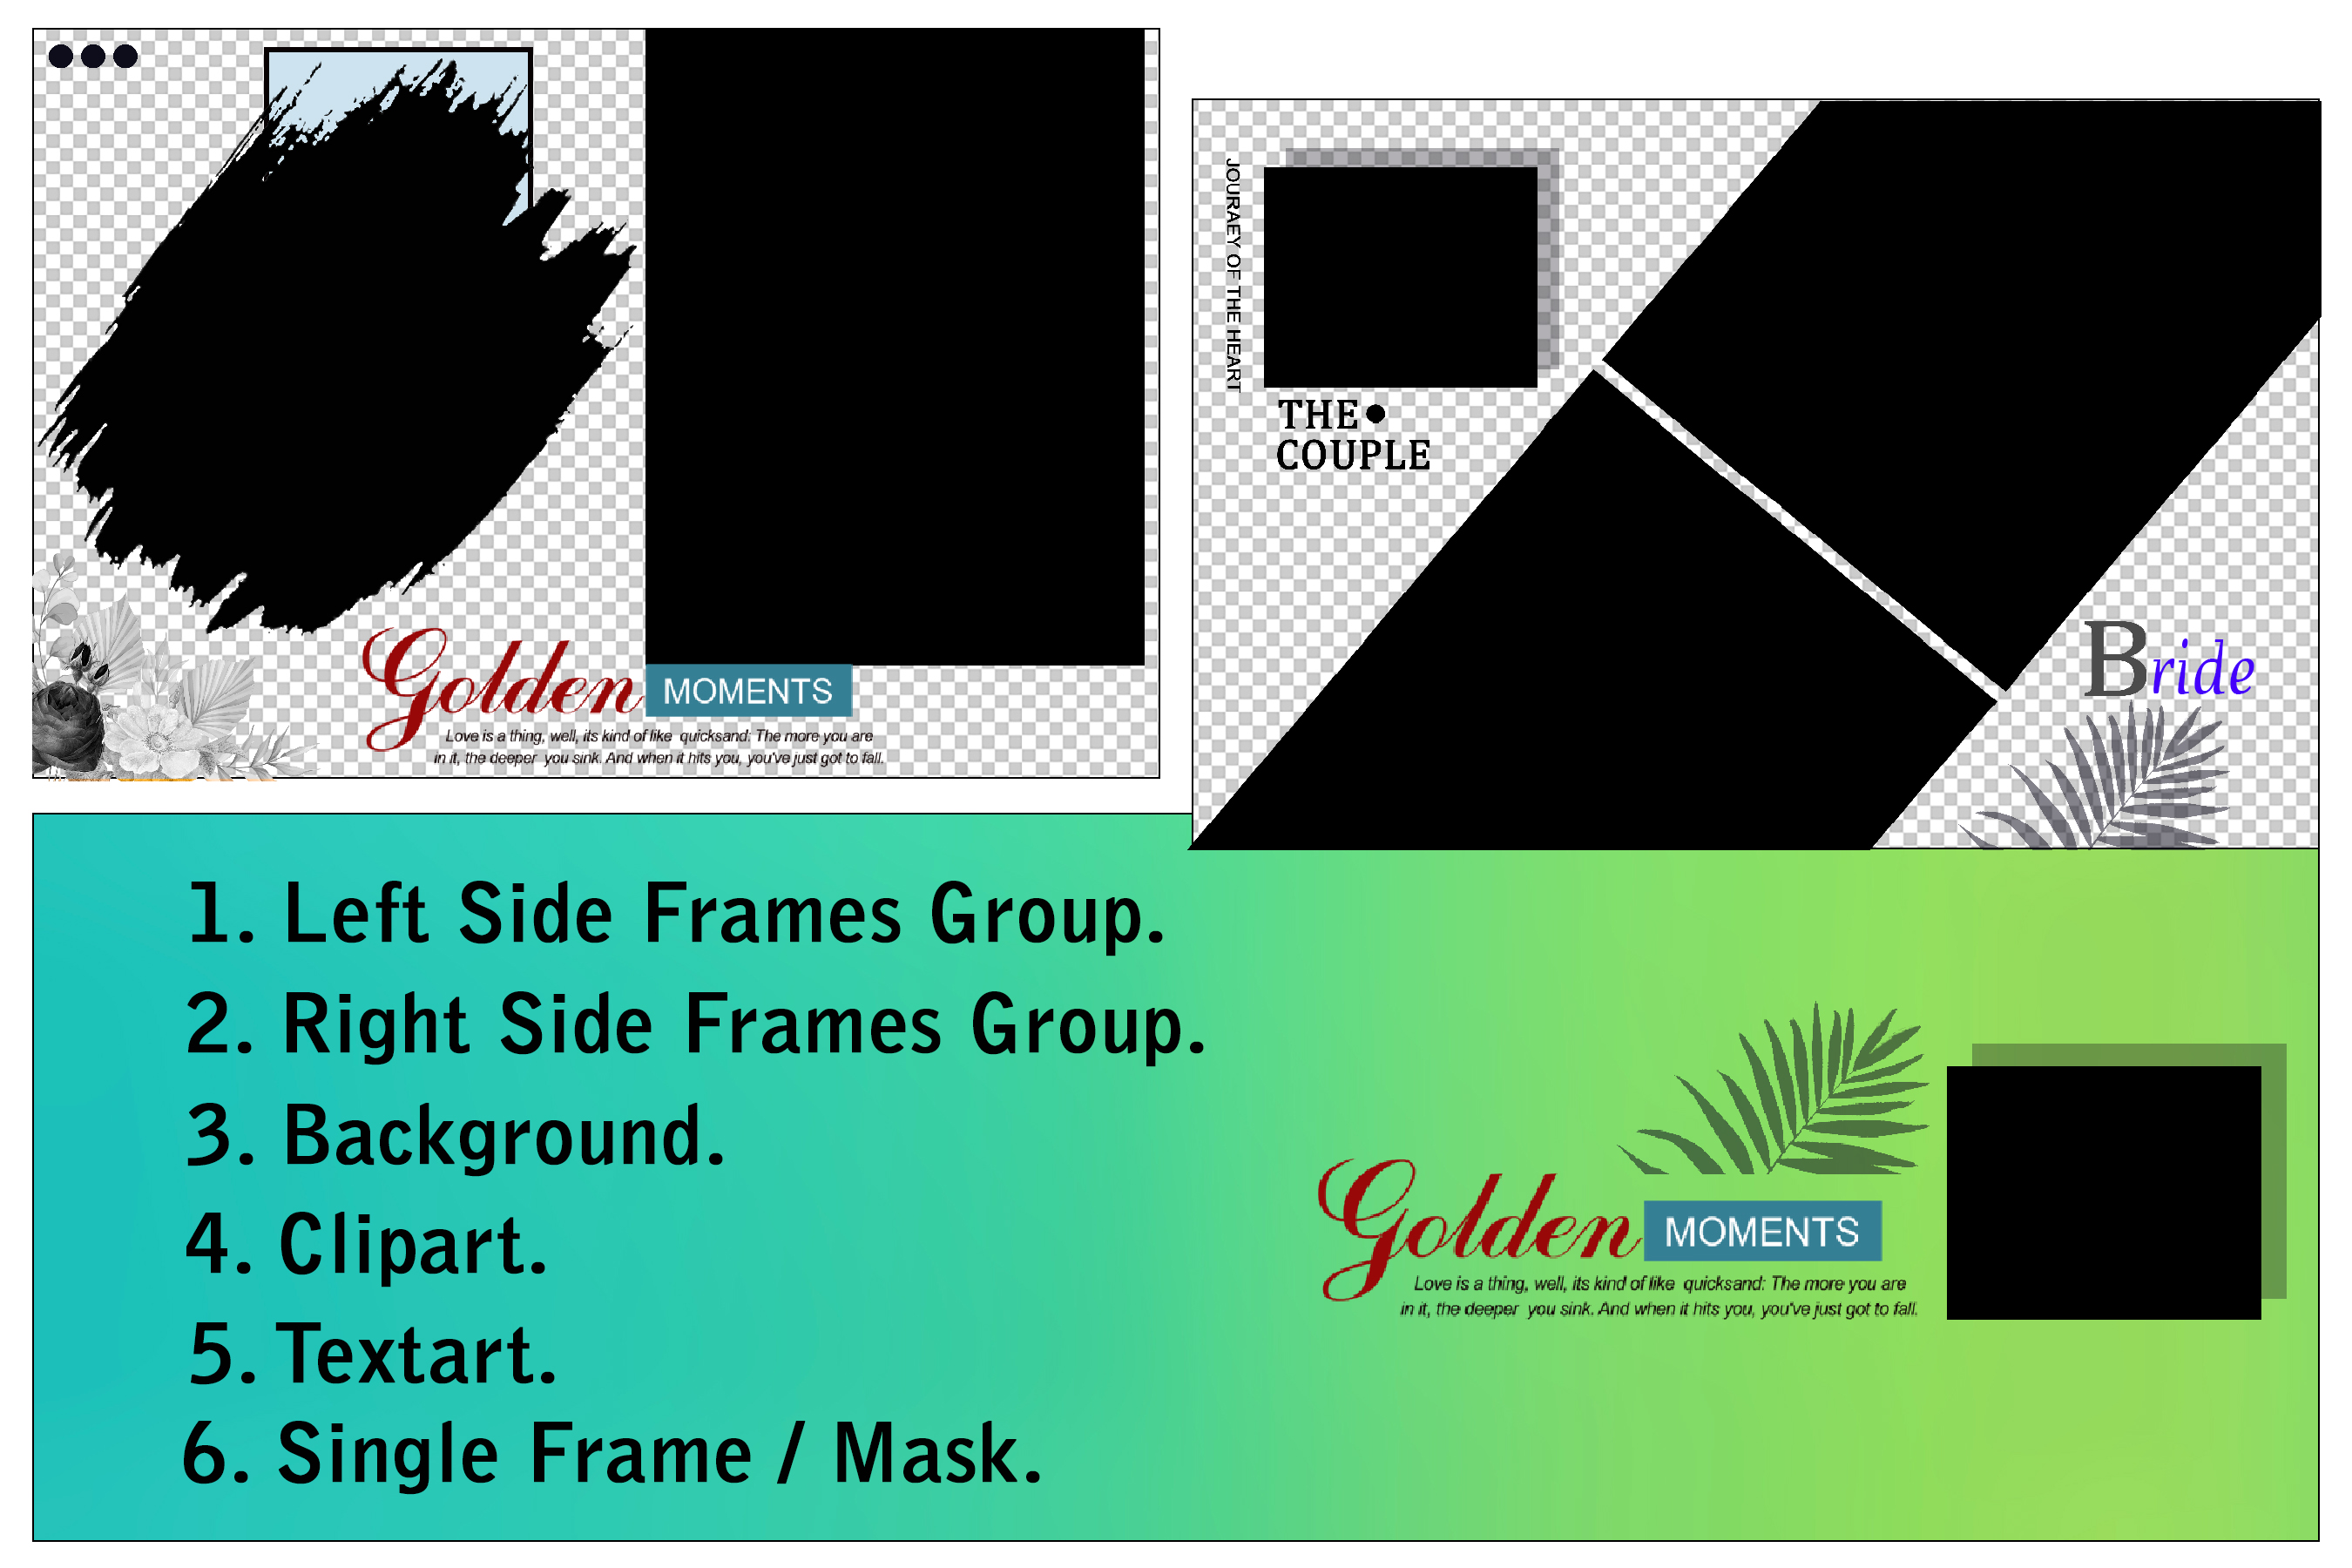 Golden MOMENTS
Love is a thing, well, its kind of like quicksand: The more you are
in it, the deeper you sink. And when it hits you, you've just got to fall.
JOURAEY OF THE HEART
THE
COUPLE
Bride
1. Left Side Frames Group.
2. Right Side Frames Group.
3. Background.
4. Clipart.
5. Textart.
6. Single Frame / Mask.
Golden MOMENTS
Love is a thing, well, its kind of like quicksand: The more you are
in it, the deeper you sink. And when it hits you, you've just got to fall.